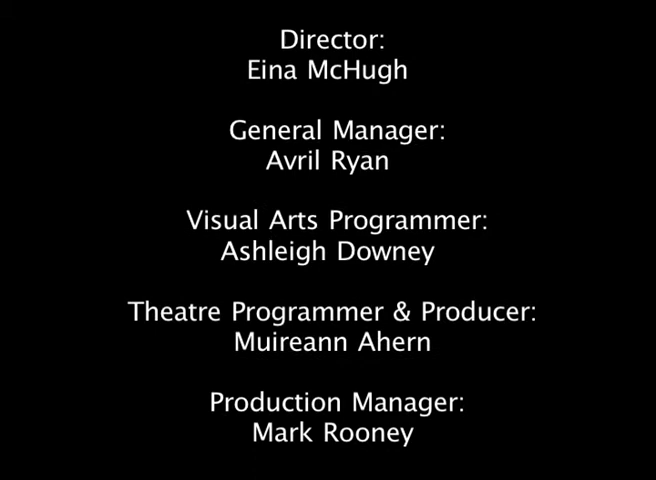 Director:
Eina McHugh
General Manager:
Avril Ryan
Visual Arts Programmer:
Ashleigh Downey
Theatre Programmer & Producer:
Muireann Ahern
Production Manager:
Mark Rooney